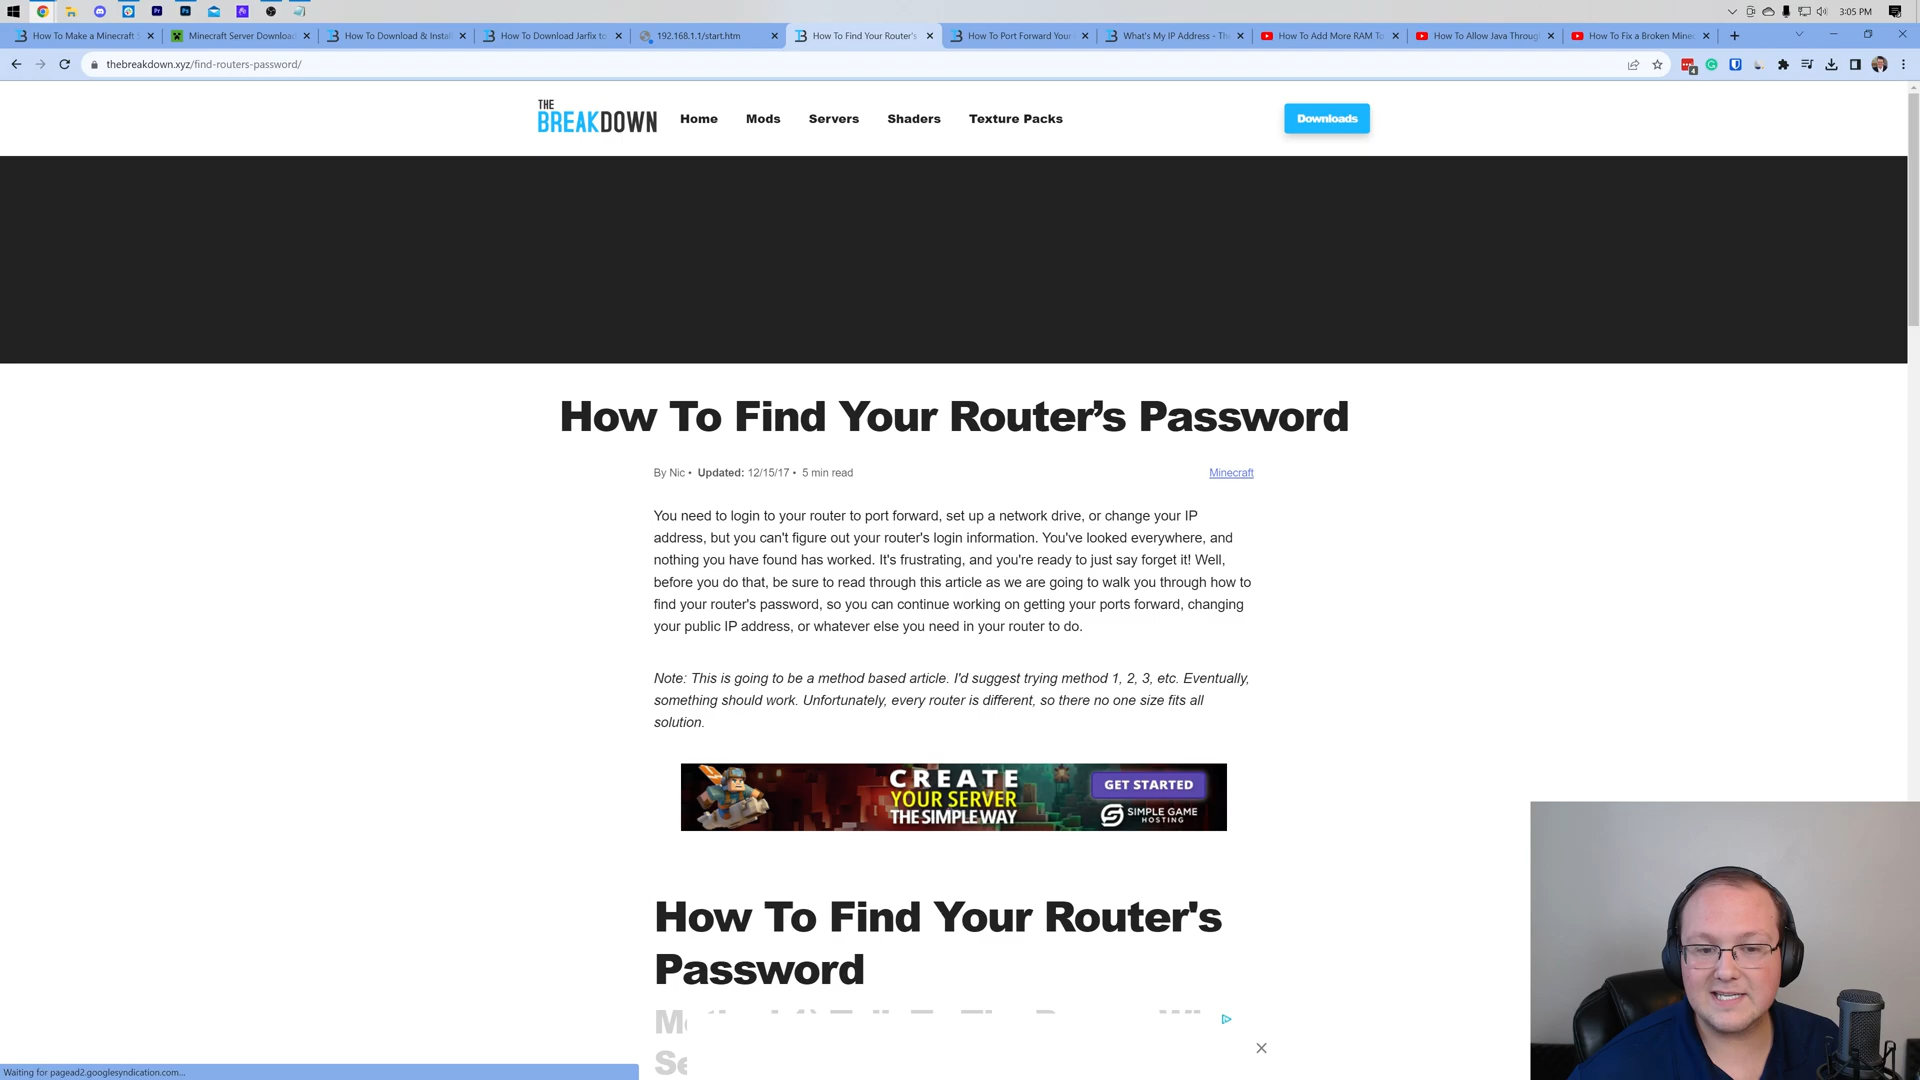 3:05 PM
How To Make a Minecraft
Minecraft Server Download
How To Download & Install
How To Download Jarfix to
192.168.1.1/start.htm
How To Find Your Router's
How To Port Forward Your
What's My IP Address - The
How To Add More RAM To
How To Allow Java Through
How To Fix a Broken Minec
thebreakdown.xyz/find-routers-password/
4
THE
BREAKDOWN
Home
Mods
Servers
Shaders
Texture Packs
Downloads
How To Find Your Router’s Password
By Nic • Updated: 12/15/17 • 5 min read
Minecraft
You need to login to your router to port forward, set up a network drive, or change your IP
address, but you can't figure out your router's login information. You've looked everywhere, and
nothing you have found has worked. It's frustrating, and you're ready to just say forget it! Well,
before you do that, be sure to read through this article as we are going to walk you through how to
find your router's password, so you can continue working on getting your ports forward, changing
your public IP address, or whatever else you need in your router to do.
Note: This is going to be a method based article. I'd suggest trying method 1, 2, 3, etc. Eventually,
something should work. Unfortunately, every router is different, so there no one size fits all
solution.
CREATE
YOUR SERVER
THE SIMPLE WAY
GET STARTED
SIMPLE GAME
HOSTING
How To Find Your Router's
Password
Waiting for pagead2.googlesyndication.com...